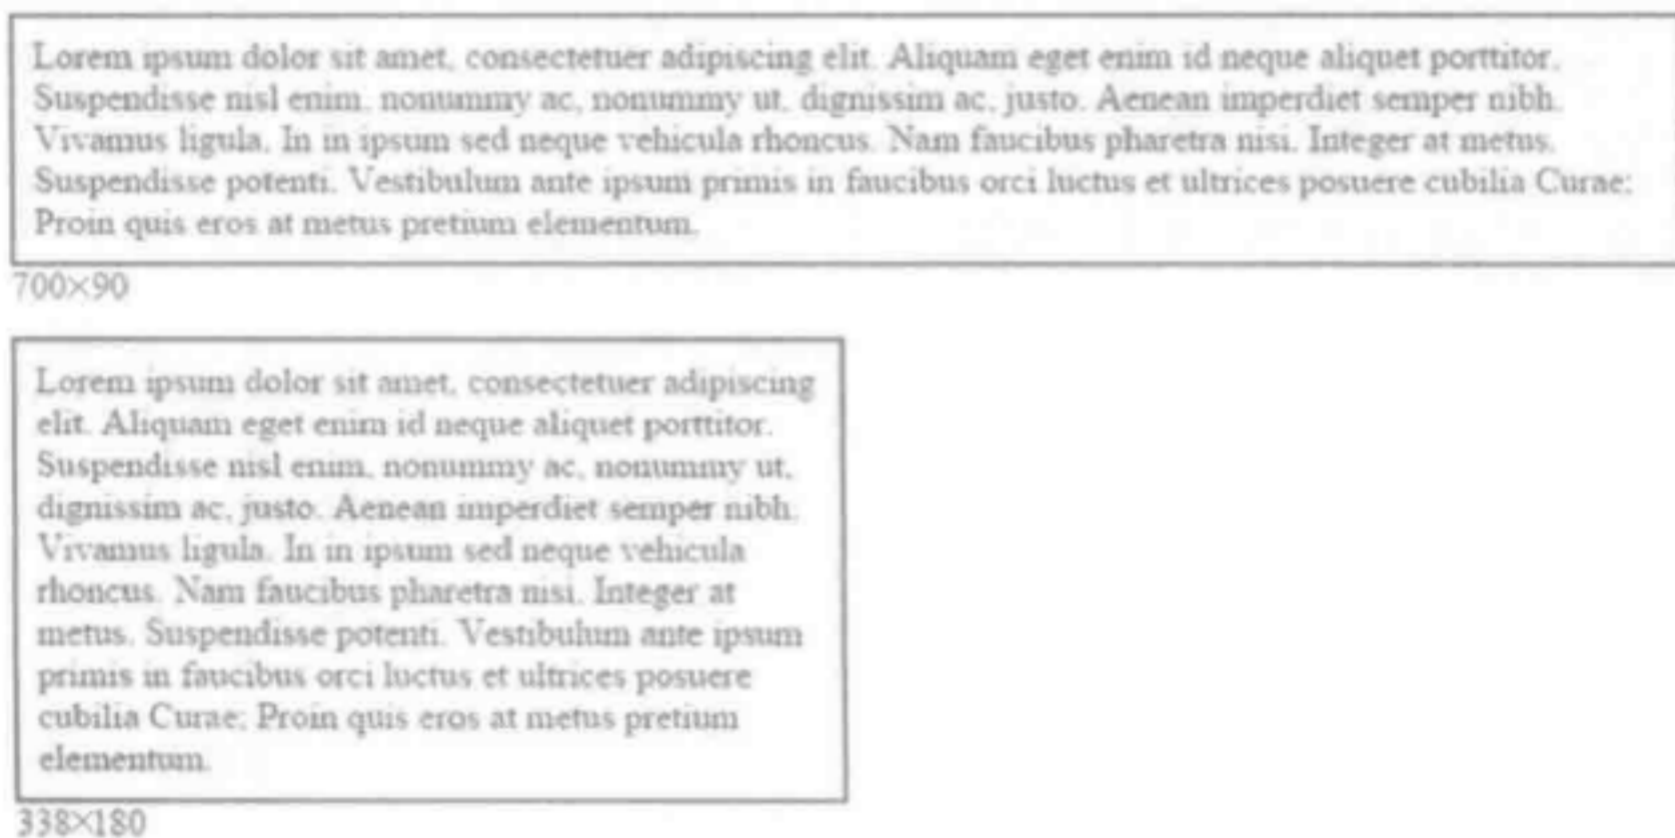 Lorem ipsum dolor sit amet, consectetuer adipiscing elit. Aliquam eget enim id neque aliquet porttitor.
Suspendisse nisl enim, nonummy ac, nonummy ut, dignissim ac, justo. Aenean imperdiet semper nibh.
Vivamus ligula. In in ipsum sed neque vehicula rhoncus. Nam faucibus pharetra nisi. Integer at metus.
Suspendisse potenti. Vestibulum ante ipsum primis in faucibus orci luctus et ultrices posuere cubilia Curae;
Proin quis eros at metus pretium elementum.
700×90
Lorem ipsum dolor sit amet, consectetuer adipiscing
elit. Aliquam eget enim id neque aliquet porttitor.
Suspendisse nisl enim, nonummy ac, nonummy ut,
dignissim ac, justo. Aenean imperdiet semper nibh.
Vivamus ligula. In in ipsum sed neque vehicula
rhoncus. Nam faucibus pharetra nisi. Integer at
metus. Suspendisse potenti. Vestibulum ante ipsum
primis in faucibus orci luctus et ultrices posuere
cubilia Curae; Proin quis eros at metus pretium
elementum.
338×180